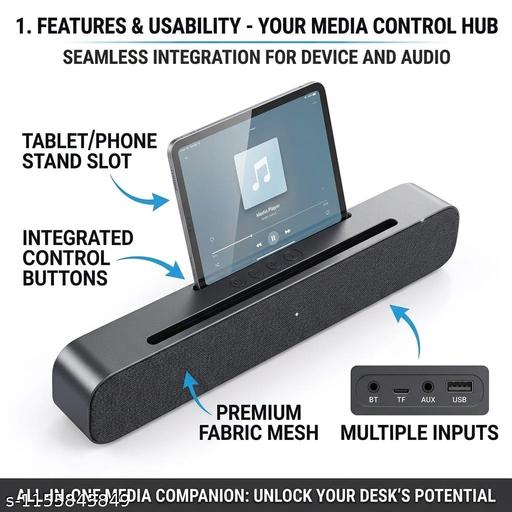 1. FEATURES & USABILITY - YOUR MEDIA CONTROL HUB
SEAMLESS INTEGRATION FOR DEVICE AND AUDIO
TABLET/PHONE
STAND SLOT
Media Player
INTEGRATED
CONTROL
BUTTONS
BT TF AUX USB
PREMIUM
FABRIC MESH
MULTIPLE INPUTS
ALL-IN-ONE MEDIA COMPANION: UNLOCK YOUR DESK'S POTENTIAL
s-1155845849